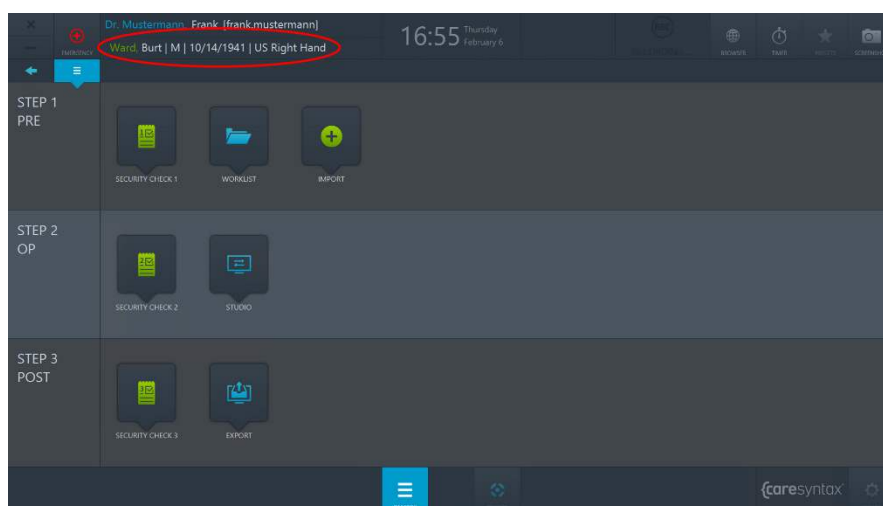 EMERGENCY
Dr. Mustermann, Frank [frank.mustermann]
Ward, Burt | M | 10/14/1941 | US Right Hand
16:55 Thursday
February 6
BROWSER
TIMER
STEP 1
PRE
SECURITY CHECK 1
WORKLIST
IMPORT
STEP 2
OP
SECURITY CHECK 2
STUDIO
STEP 3
POST
SECURITY CHECK 3
EXPORT
{caresyntax